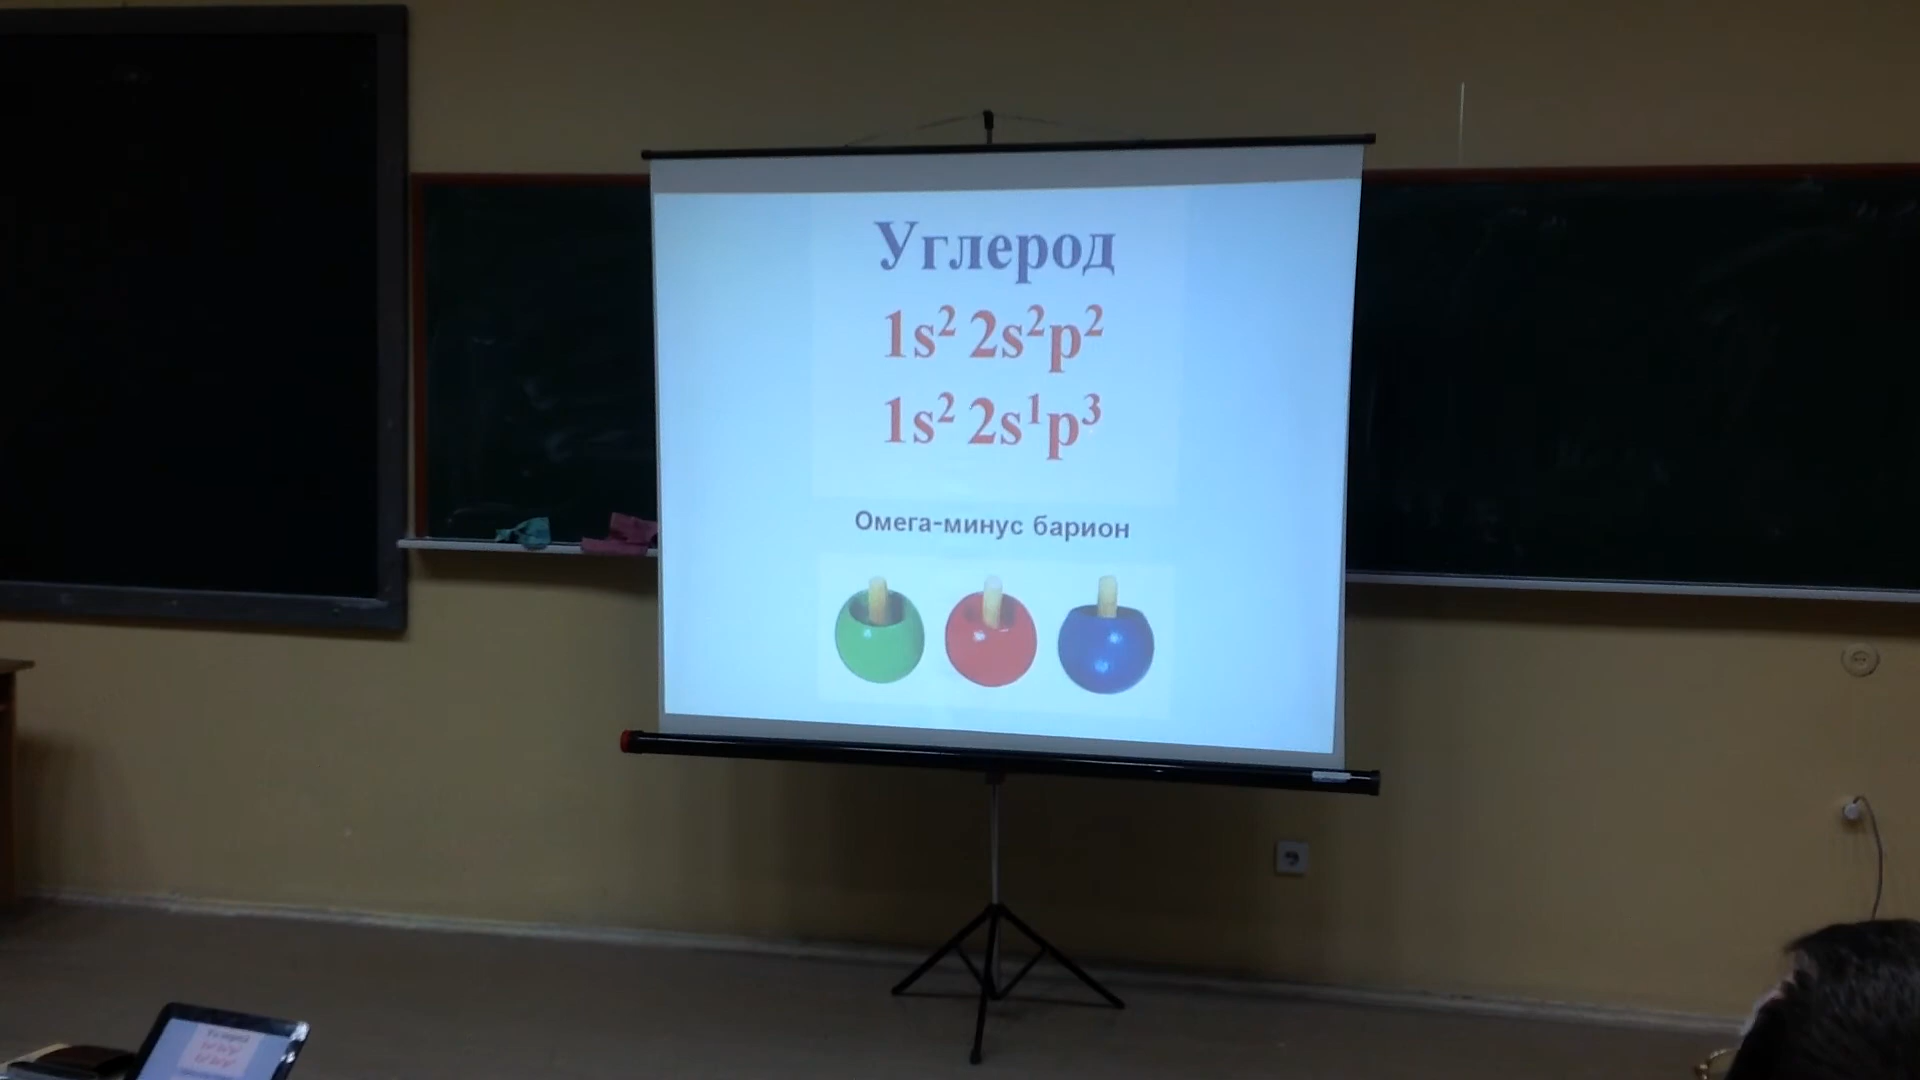 Углерод
1s² 2s²p²
1s² 2s¹p³
Омега-минус барион